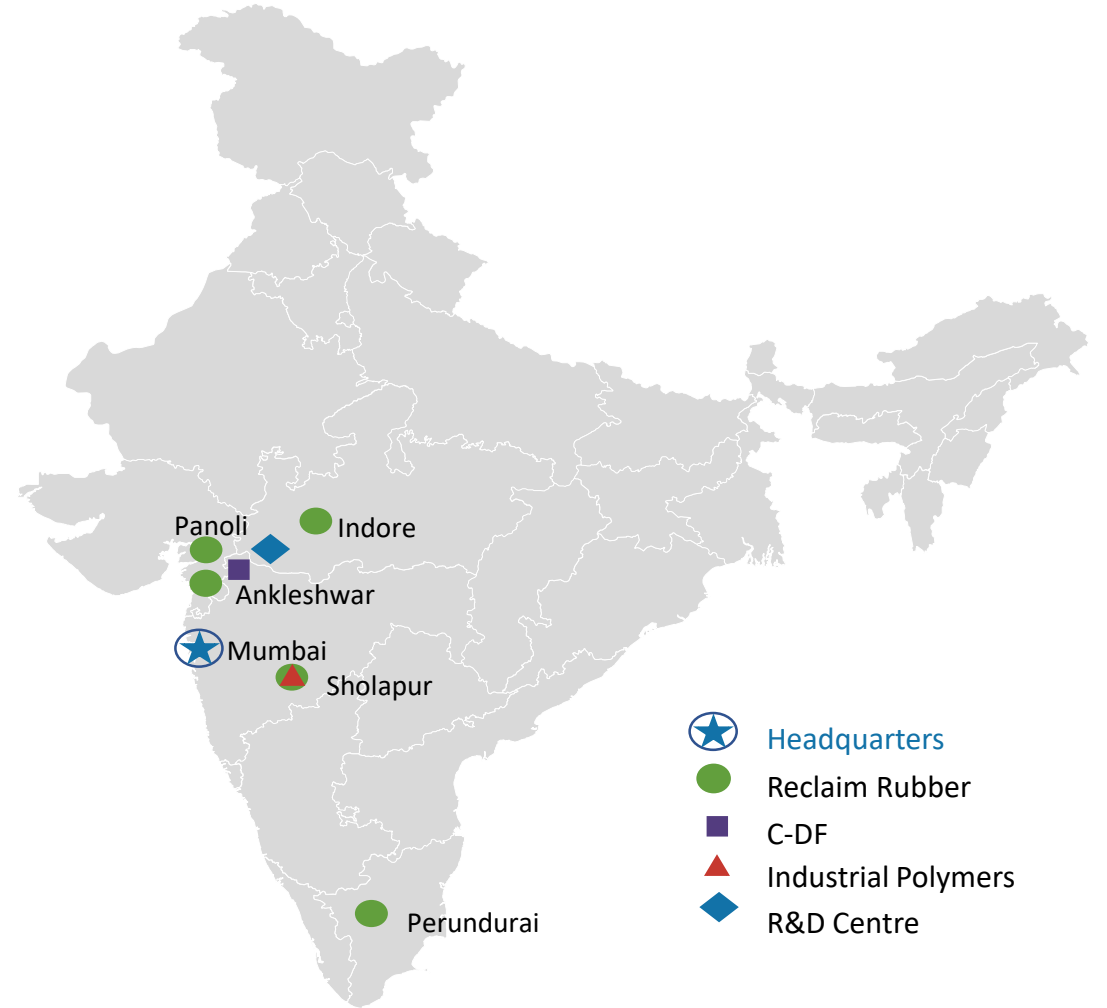 Panoli
Indore
Ankleshwar
Mumbai
Sholapur
Headquarters
Reclaim Rubber
C-DF
Industrial Polymers
R&D Centre
Perundurai